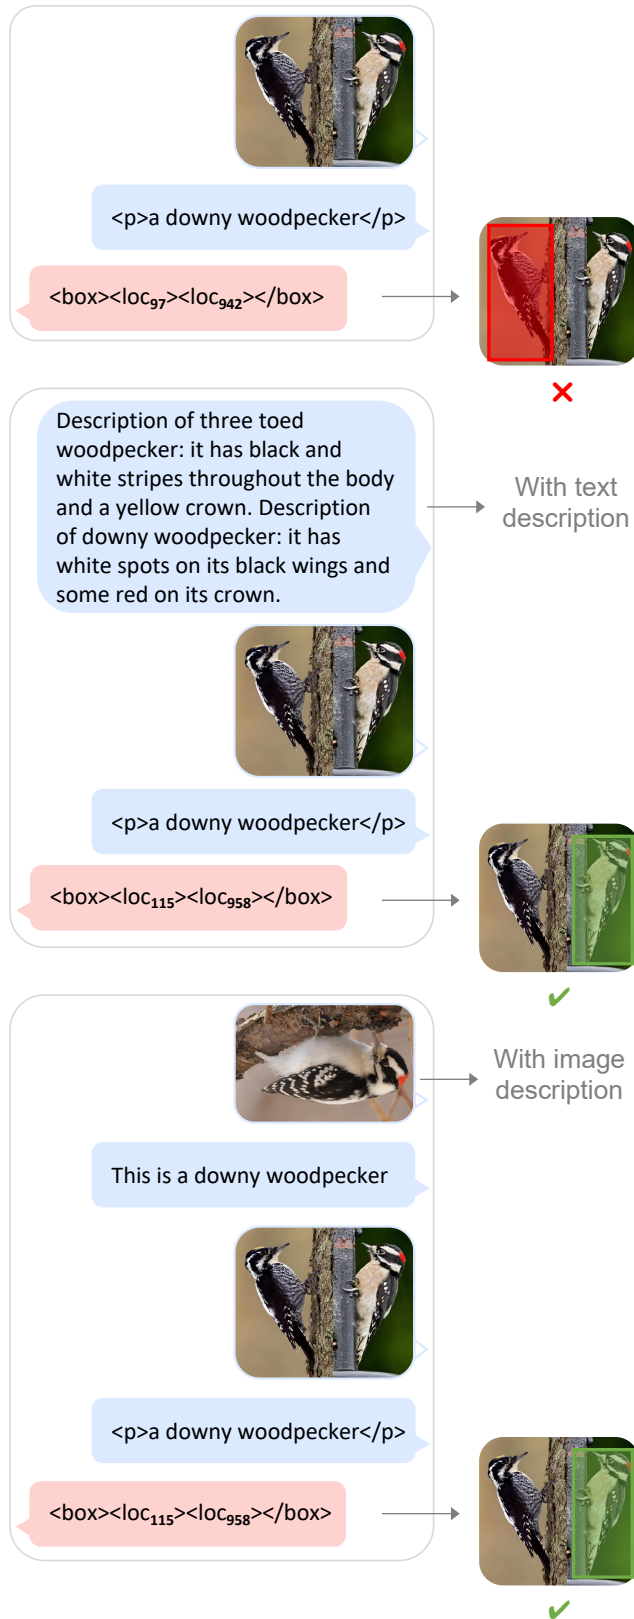 <p>a downy woodpecker</p>
<box><loc97><loc942></box>
Description of three toed
woodpecker: it has black and
white stripes throughout the body
and a yellow crown. Description
of downy woodpecker: it has
white spots on its black wings and
some red on its crown.
With text
description
<p>a downy woodpecker</p>
<box><loc115><loc958></box>
With image
description
This is a downy woodpecker
<p>a downy woodpecker</p>
<box><loc115><loc958></box>